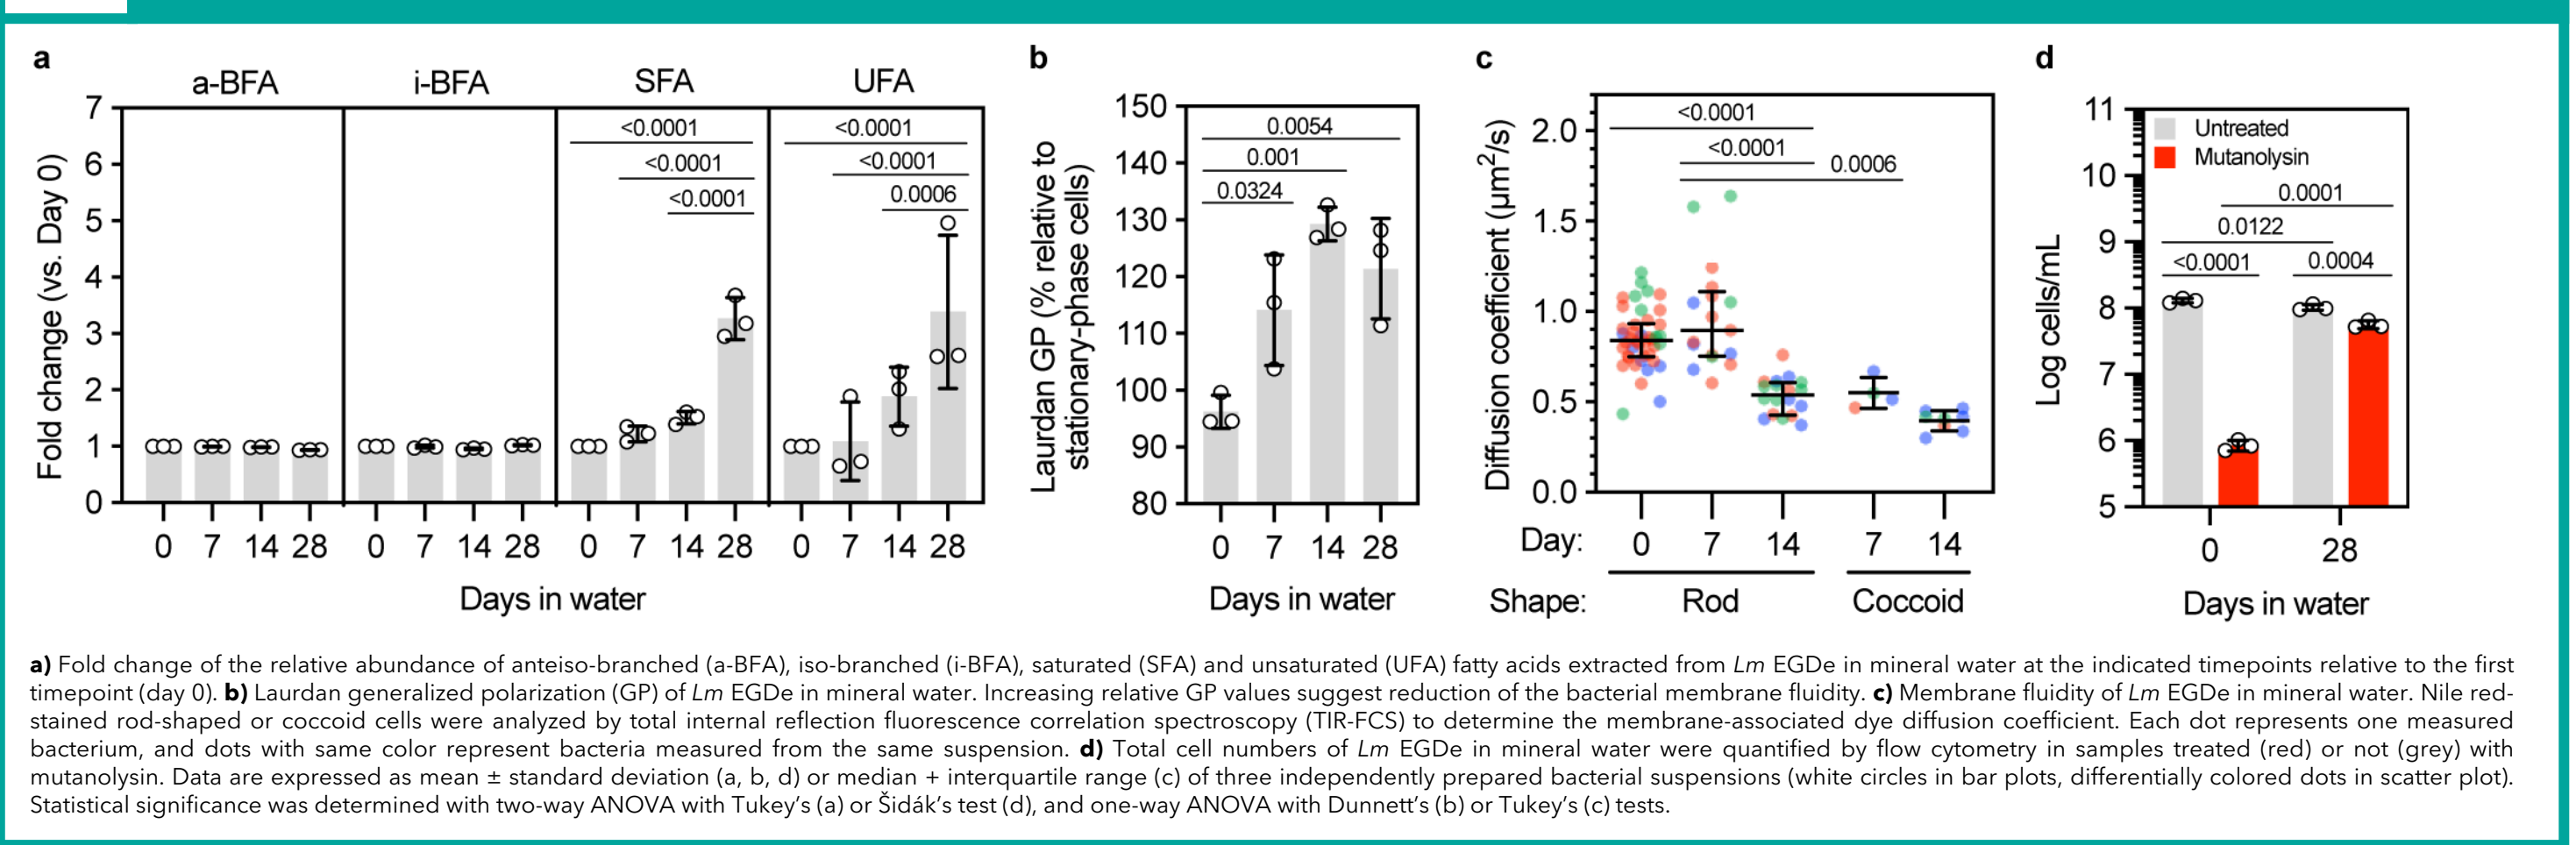 a
a-BFA
i-BFA
SFA
UFA
Fold change (vs. Day 0)
7
6
5
4
3
2
1
0
<0.0001
<0.0001
<0.0001
<0.0001
<0.0001
0.0006
0 7 14 28
0 7 14 28
0 7 14 28
0 7 14 28
Days in water
b
Laurdan GP (% relative to
stationary-phase cells)
150
140
130
120
110
100
90
80
0.0054
0.001
0.0324
0 7 14 28
Days in water
c
Diffusion coefficient (µm²/s)
2.0
1.5
1.0
0.5
0.0
<0.0001
<0.0001
0.0006
Day: 0 7 14 7 14
Shape: Rod Coccoid
d
Log cells/mL
11
10
9
8
7
6
5
Untreated
Mutanolysin
0.0001
0.0122
<0.0001
0.0004
0 28
Days in water
a) Fold change of the relative abundance of anteiso-branched (a-BFA), iso-branched (i-BFA), saturated (SFA) and unsaturated (UFA) fatty acids extracted from Lm EGDe in mineral water at the indicated timepoints relative to the first
timepoint (day 0). b) Laurdan generalized polarization (GP) of Lm EGDe in mineral water. Increasing relative GP values suggest reduction of the bacterial membrane fluidity. c) Membrane fluidity of Lm EGDe in mineral water. Nile red-
stained rod-shaped or coccoid cells were analyzed by total internal reflection fluorescence correlation spectroscopy (TIR-FCS) to determine the membrane-associated dye diffusion coefficient. Each dot represents one measured
bacterium, and dots with same color represent bacteria measured from the same suspension. d) Total cell numbers of Lm EGDe in mineral water were quantified by flow cytometry in samples treated (red) or not (grey) with
mutanolysin. Data are expressed as mean ± standard deviation (a, b, d) or median + interquartile range (c) of three independently prepared bacterial suspensions (white circles in bar plots, differentially colored dots in scatter plot).
Statistical significance was determined with two-way ANOVA with Tukey's (a) or Šidák's test (d), and one-way ANOVA with Dunnett's (b) or Tukey's (c) tests.